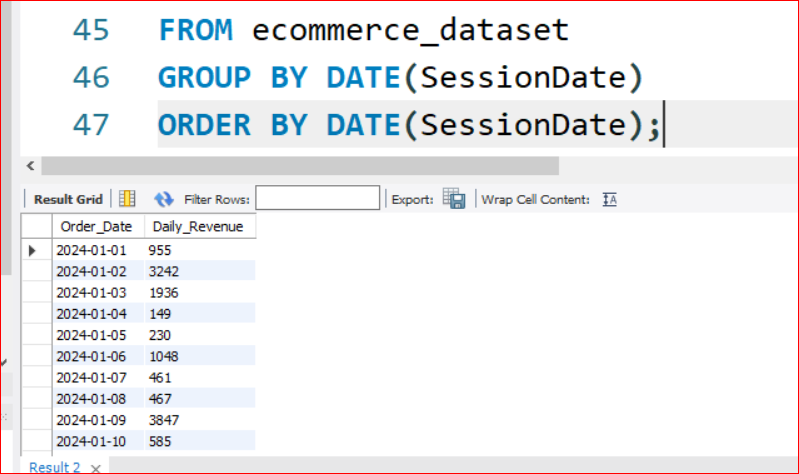 45 FROM ecommerce_dataset
46 GROUP BY DATE(SessionDate)
47 ORDER BY DATE(SessionDate);
Result Grid Filter Rows: Export: Wrap Cell Content: IA
Order_Date Daily_Revenue
2024-01-01 955
2024-01-02 3242
2024-01-03 1936
2024-01-04 149
2024-01-05 230
2024-01-06 1048
2024-01-07 461
2024-01-08 467
2024-01-09 3847
2024-01-10 585
Result 2 ×